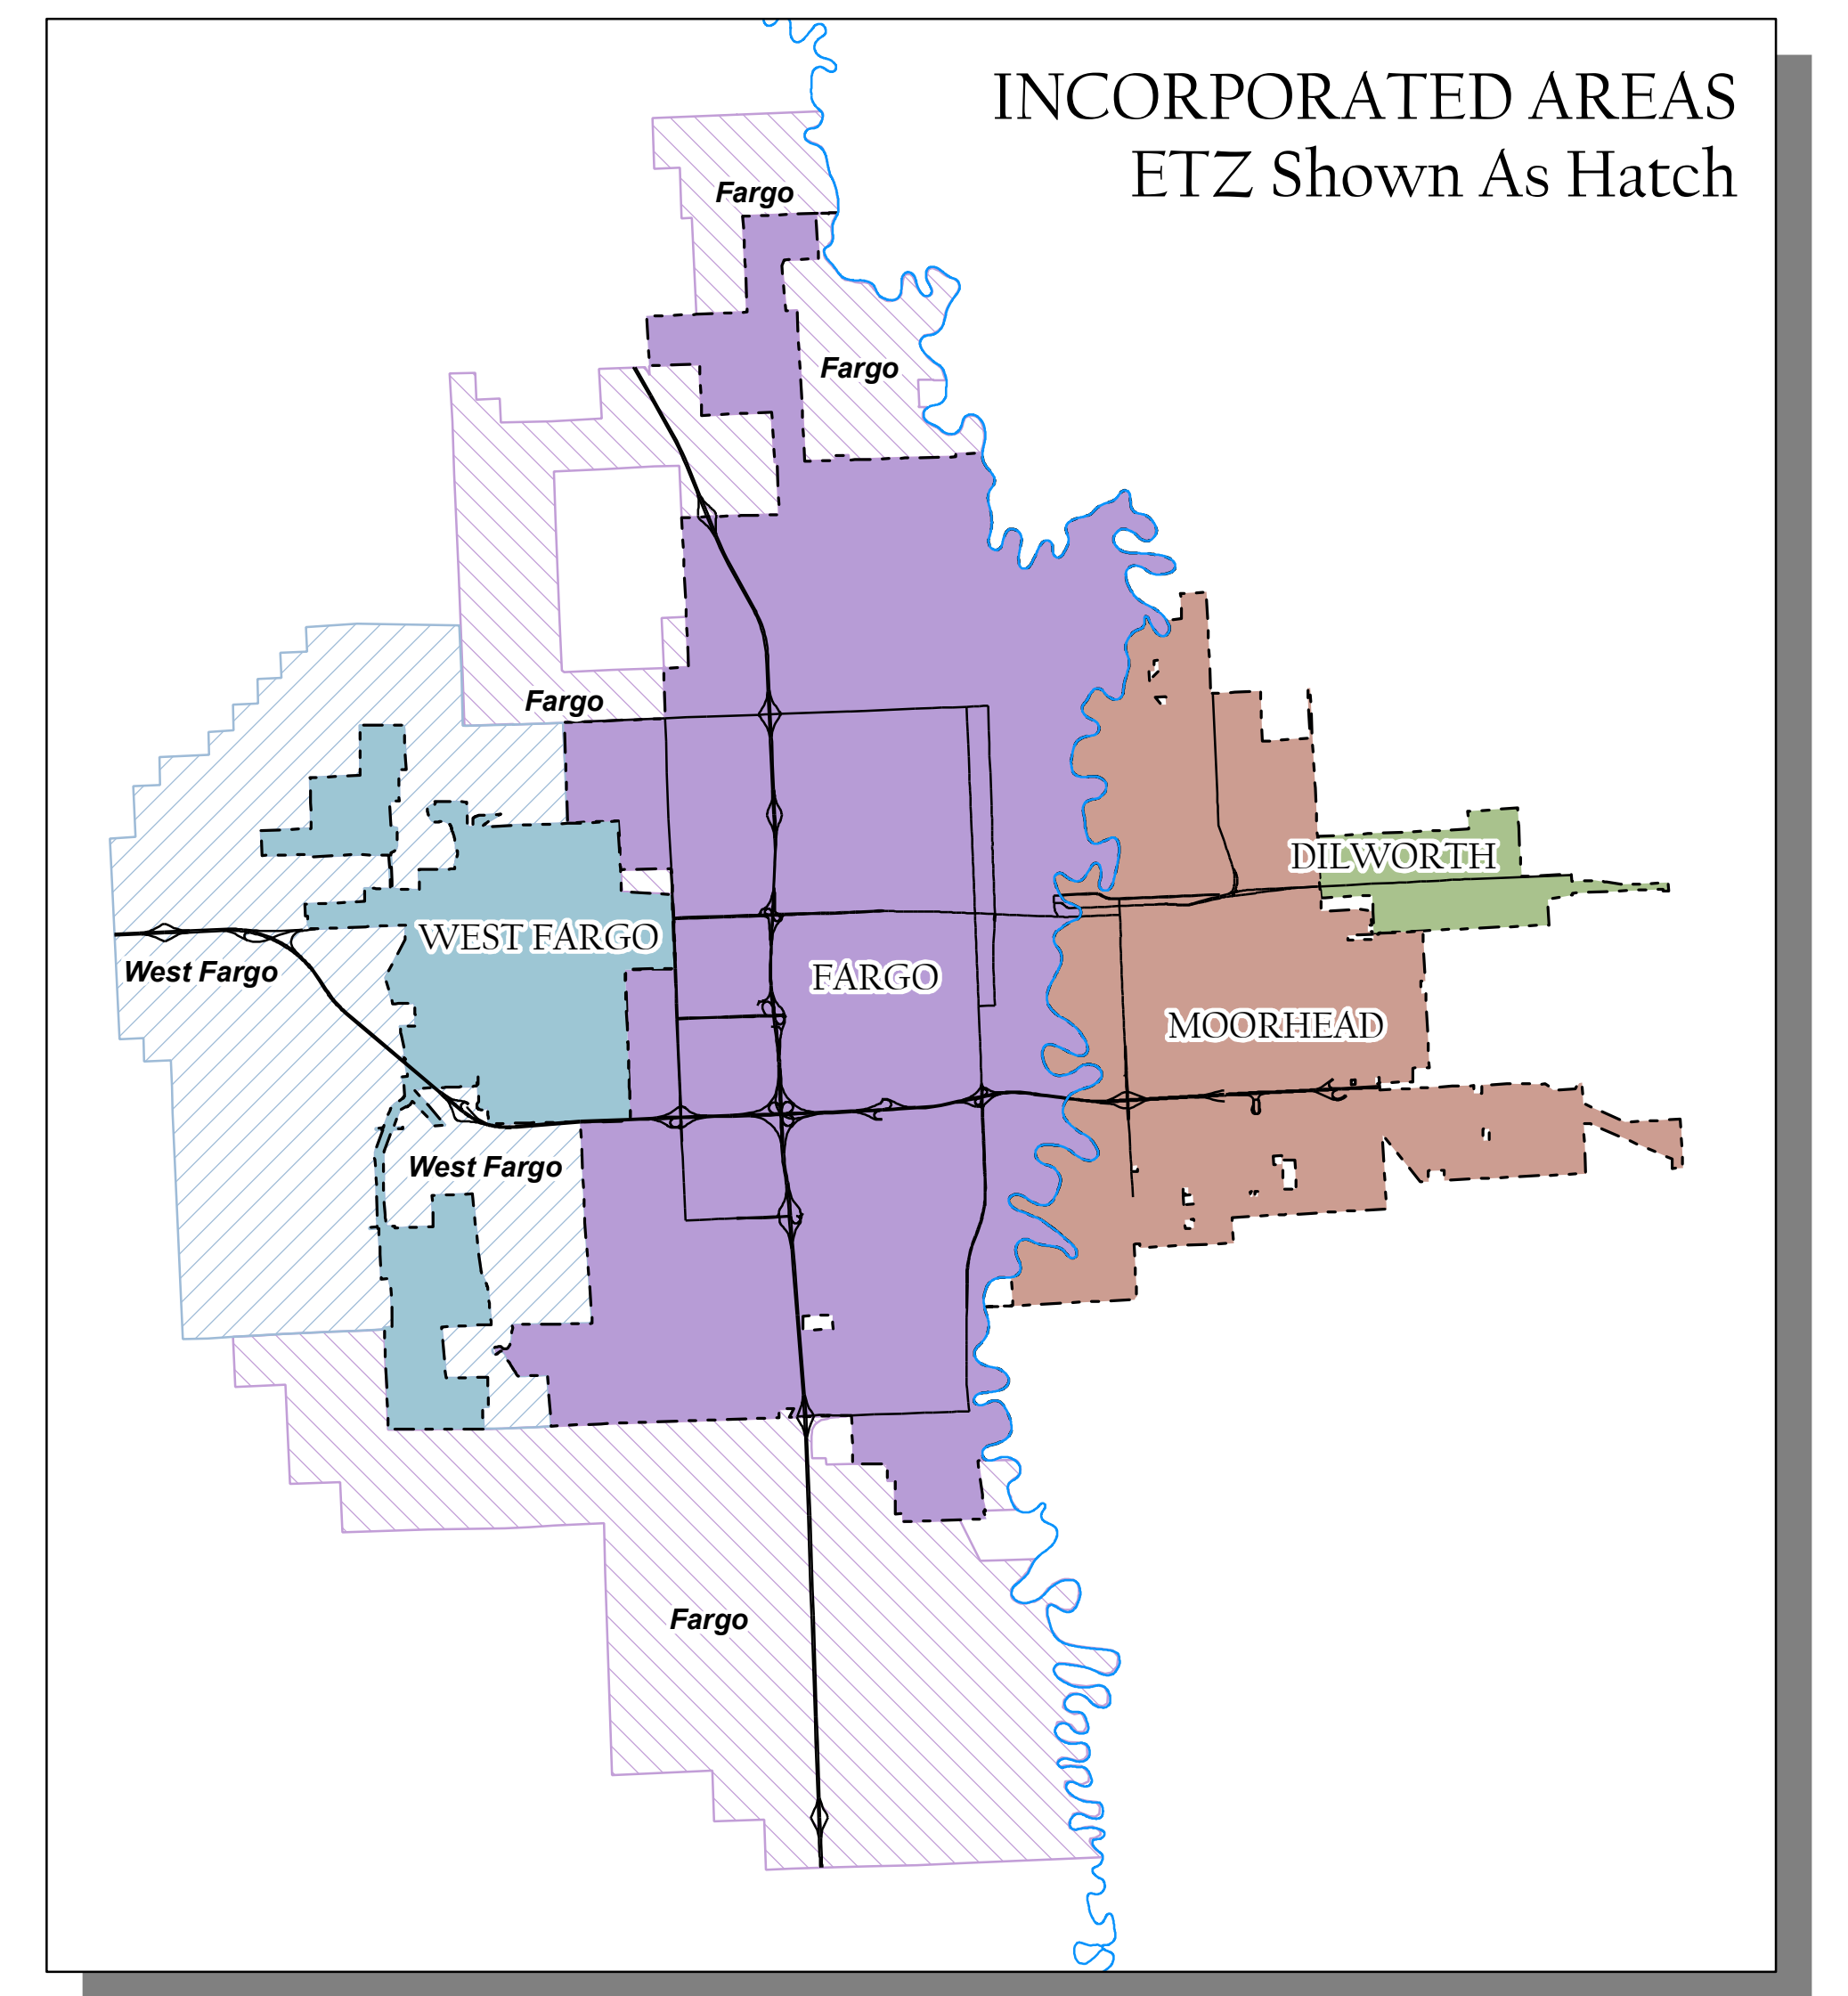 INCORPORATED AREAS
ETZ Shown As Hatch
Fargo
Fargo
Fargo
DILWORTH
WEST FARGO
West Fargo
FARGO
MOORHEAD
West Fargo
Fargo